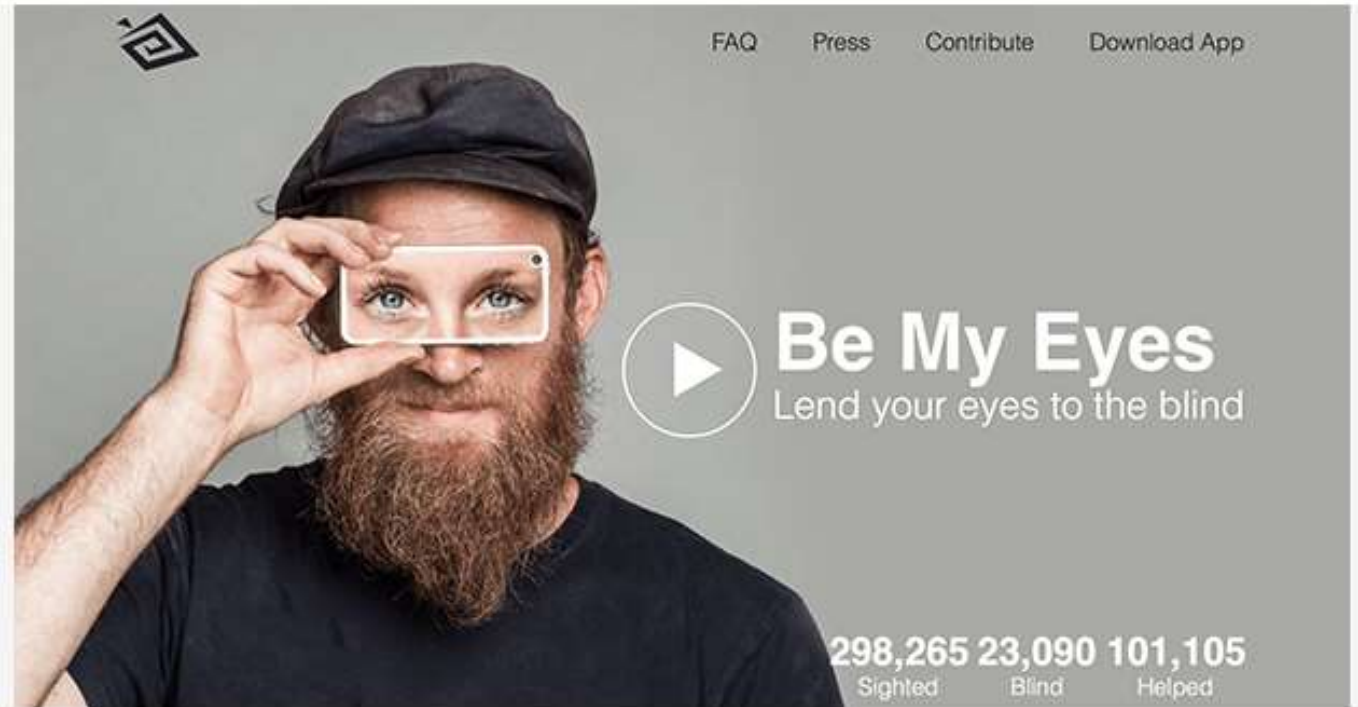 FAQ Press Contribute Download App
Be My Eyes
Lend your eyes to the blind
298,265 23,090 101,105
Sighted Blind Helped